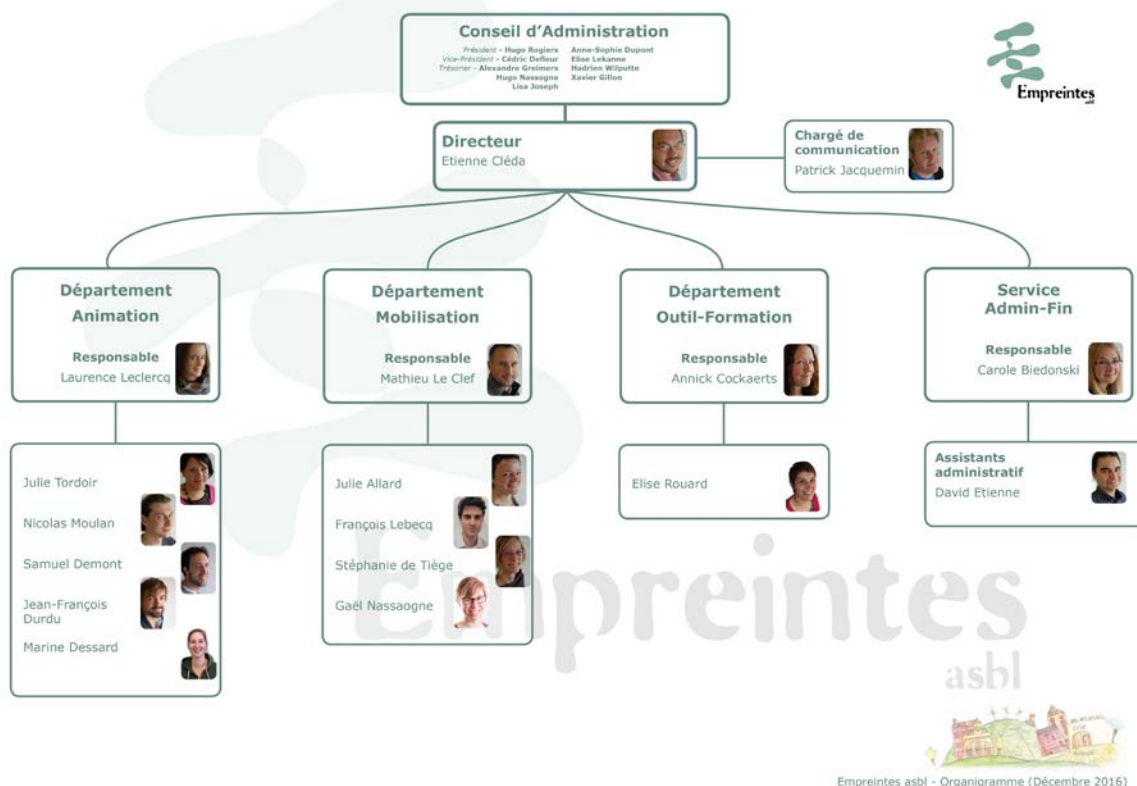 Conseil d'Administration
Président - Hugo Rogiers
Vice-Président - Cédric Defleur
Trésorier - Alexandre Greimers
Hugo Nassogne
Lisa Joseph
Anne-Sophie Dupont
Elise Lekanne
Hadrien Wilputte
Xavier Gillon
Empreintes
asbl
Directeur
Etienne Cléda
Chargé de
communication
Patrick Jacquemin
Département
Animation
Responsable
Laurence Leclercq
Département
Mobilisation
Responsable
Mathieu Le Clef
Département
Outil-Formation
Responsable
Annick Cockaerts
Service
Admin-Fin
Responsable
Carole Biedonski
Julie Tordoir
Nicolas Moulan
Samuel Demont
Jean-François
Durdu
Marine Dessard
Julie Allard
François Lebecq
Stéphanie de Tiège
Gaël Nassaogne
Elise Rouard
Assistants
administratif
David Etienne
Empreintes
asbl
Empreintes asbl - Organigramme (Décembre 2016)